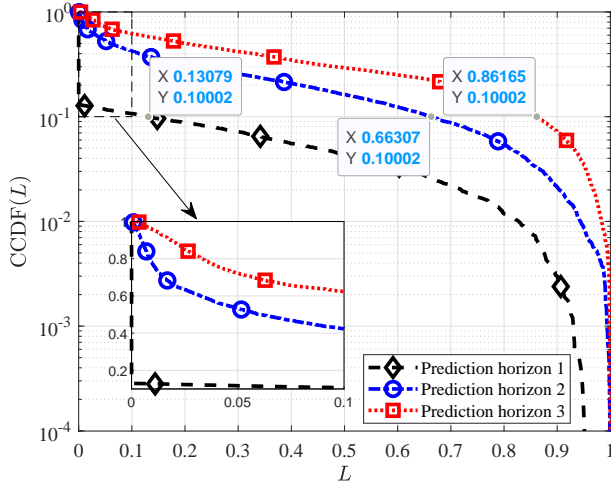 10^0
10^-1
10^-2
10^-3
10^-4
CCDF(L)
X 0.13079
Y 0.10002
X 0.66307
Y 0.10002
X 0.86165
Y 0.10002
1
0.8
0.6
0.4
0.2
0 0.05 0.1
Prediction horizon 1
Prediction horizon 2
Prediction horizon 3
0 0.1 0.2 0.3 0.4 0.5 0.6 0.7 0.8 0.9 1
L